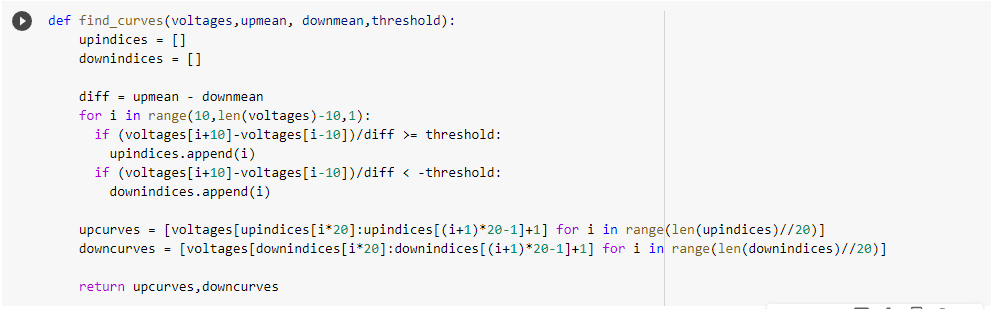 def find_curves(voltages,upmean, downmean,threshold):
    upindices = []
    downindices = []

    diff = upmean - downmean
    for i in range(10,len(voltages)-10,1):
      if (voltages[i+10]-voltages[i-10])/diff >= threshold:
        upindices.append(i)
      if (voltages[i+10]-voltages[i-10])/diff < -threshold:
        downindices.append(i)

    upcurves = [voltages[upindices[i*20]:upindices[(i+1)*20-1]+1] for i in range(len(upindices)//20)]
    downcurves = [voltages[downindices[i*20]:downindices[(i+1)*20-1]+1] for i in range(len(downindices)//20)]

    return upcurves,downcurves